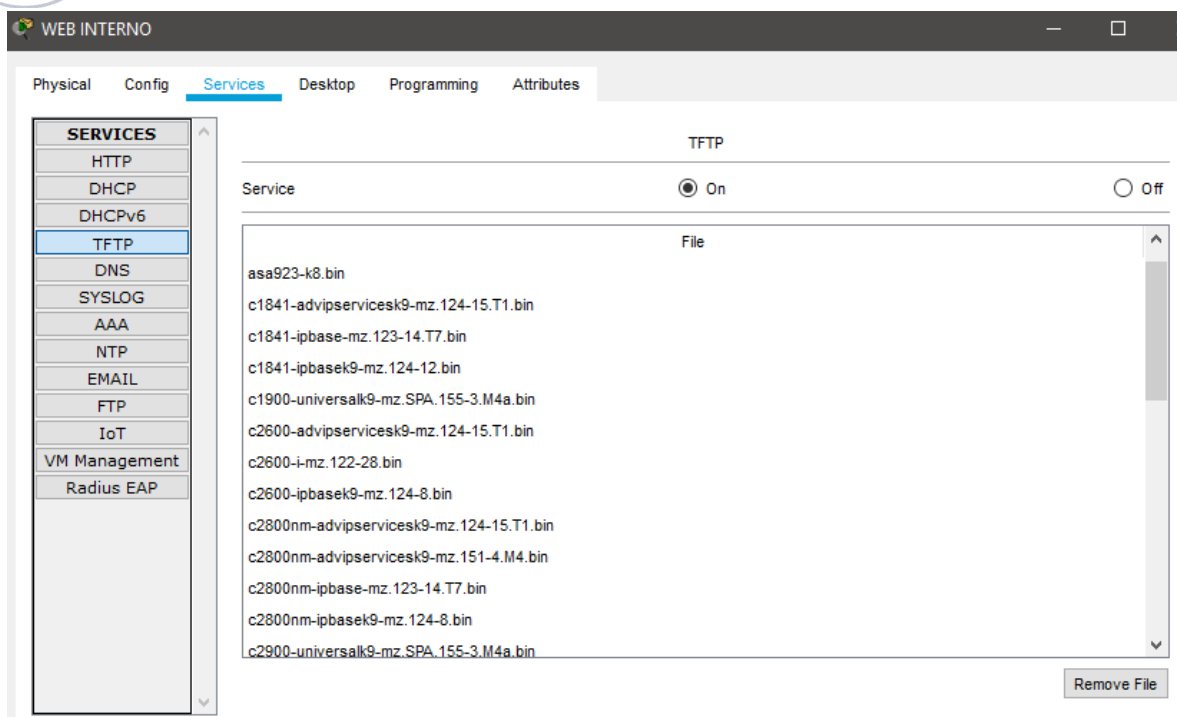 WEB INTERNO
Physical Config Services Desktop Programming Attributes
SERVICES
HTTP
DHCP
DHCPv6
TFTP
DNS
SYSLOG
AAA
NTP
EMAIL
FTP
IoT
VM Management
Radius EAP
TFTP
Service On Off
File
asa923-k8.bin
c1841-advipservicesk9-mz.124-15.T1.bin
c1841-ipbase-mz.123-14.T7.bin
c1841-ipbasek9-mz.124-12.bin
c1900-universalk9-mz.SPA.155-3.M4a.bin
c2600-advipservicesk9-mz.124-15.T1.bin
c2600-i-mz.122-28.bin
c2600-ipbasek9-mz.124-8.bin
c2800nm-advipservicesk9-mz.124-15.T1.bin
c2800nm-advipservicesk9-mz.151-4.M4.bin
c2800nm-ipbase-mz.123-14.T7.bin
c2800nm-ipbasek9-mz.124-8.bin
c2900-universalk9-mz.SPA.155-3.M4a.bin
Remove File